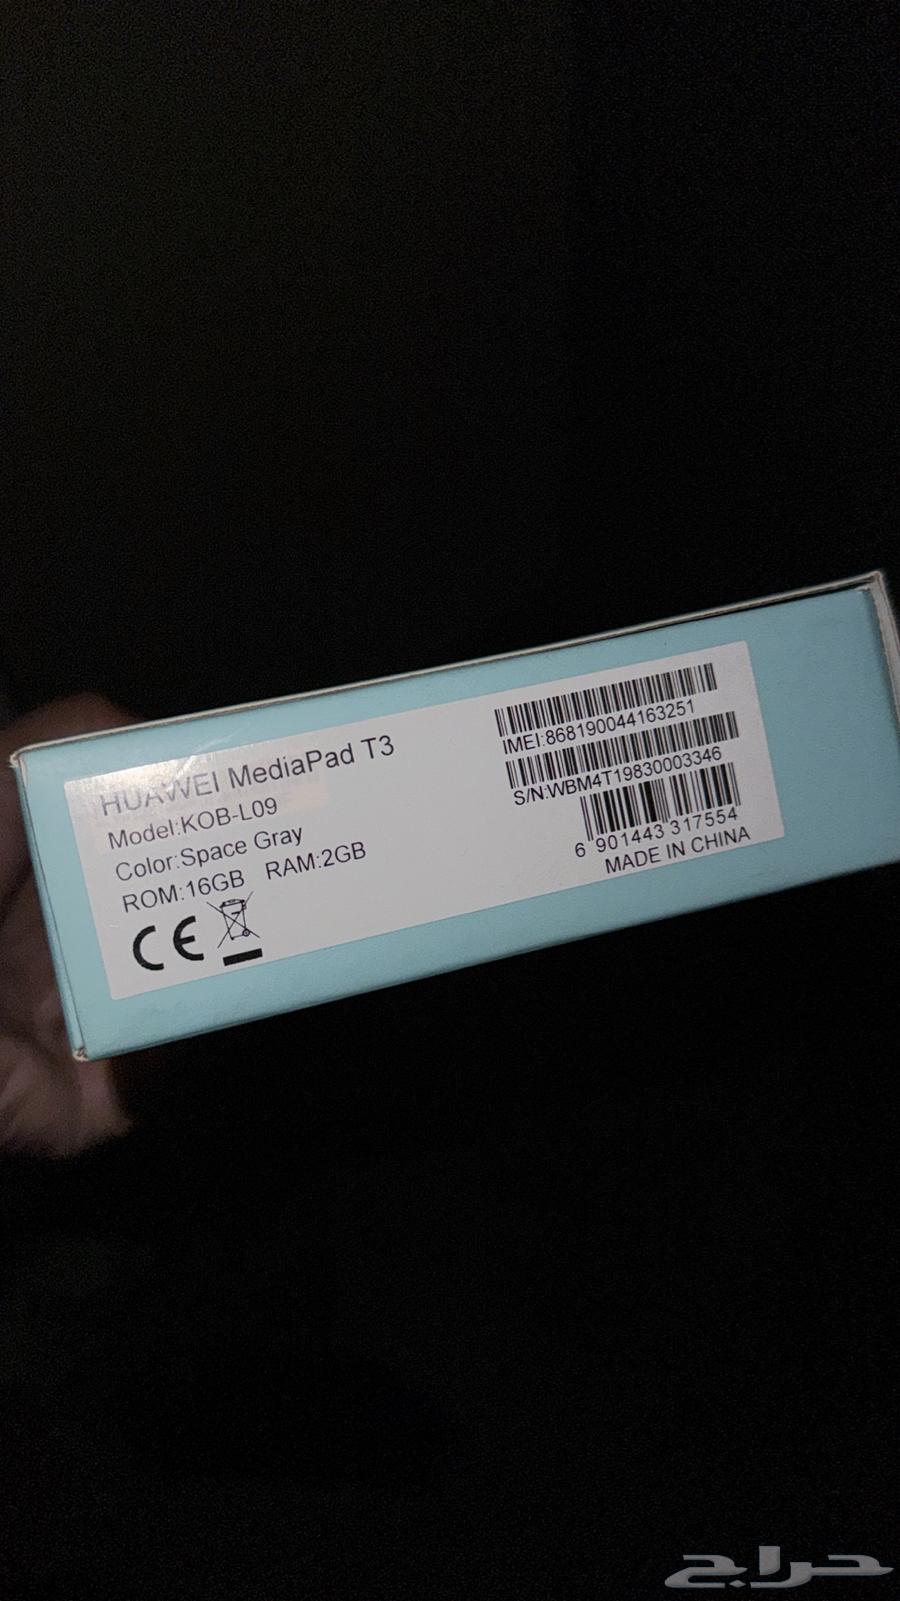 HUAWEI MediaPad T3
Model:KOB-L09
Color:Space Gray
ROM:16GB RAM:2GB
CE
IMEI:868190044163251
S/N:WBM4T19830003346
6 901443 317554
MADE IN CHINA
حراج